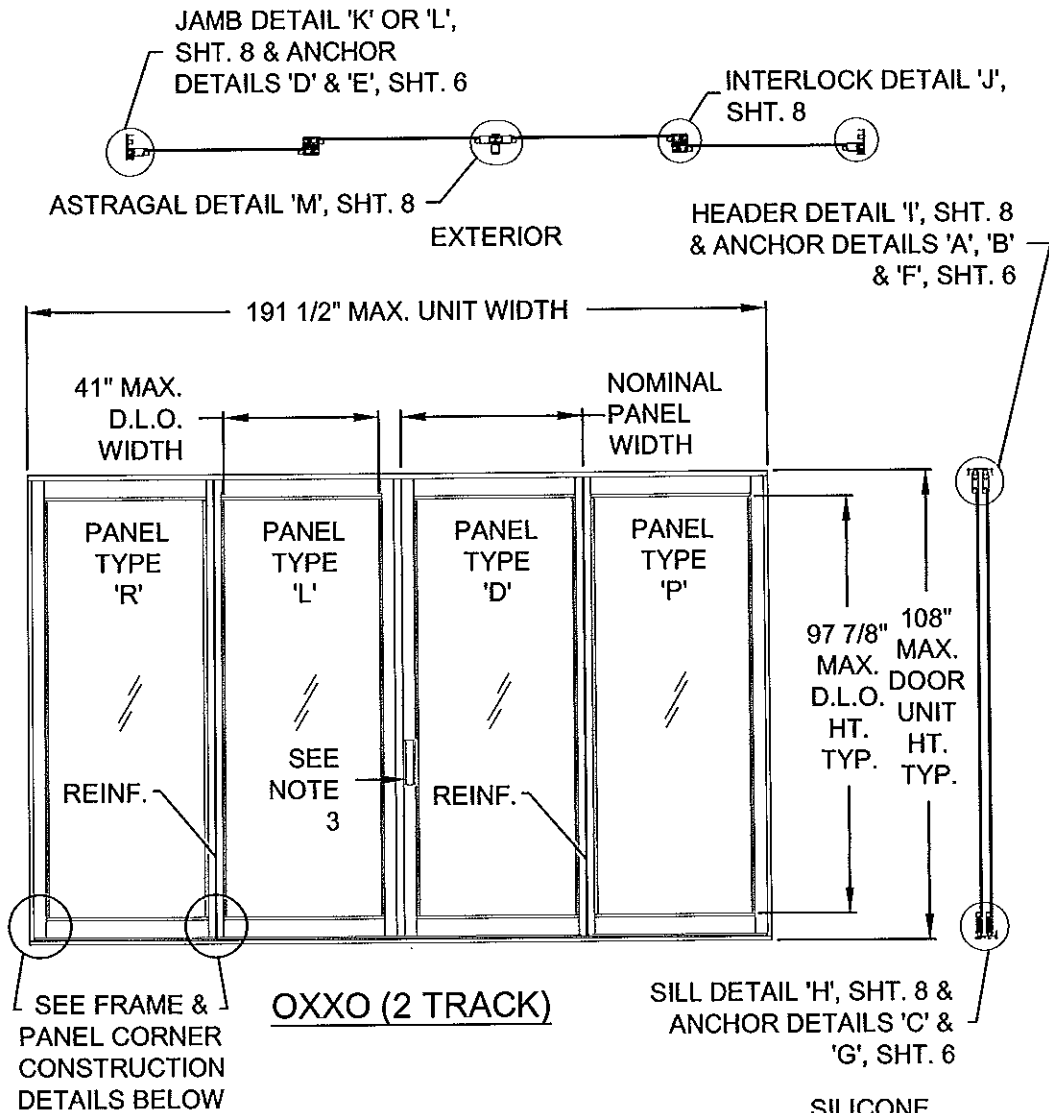 JAMB DETAIL 'K' OR 'L',
SHT. 8 & ANCHOR
DETAILS 'D' & 'E', SHT. 6
INTERLOCK DETAIL 'J',
SHT. 8
ASTRAGAL DETAIL 'M', SHT. 8
EXTERIOR
HEADER DETAIL 'I', SHT. 8
& ANCHOR DETAILS 'A', 'B'
& 'F', SHT. 6
191 1/2" MAX. UNIT WIDTH
41" MAX.
D.L.O.
WIDTH
NOMINAL
PANEL
WIDTH
PANEL
TYPE
'R'
PANEL
TYPE
'L'
PANEL
TYPE
'D'
PANEL
TYPE
'P'
97 7/8"
MAX.
D.L.O.
HT.
TYP.
108"
MAX.
DOOR
UNIT
HT.
TYP.
REINF.
SEE
NOTE
3
REINF.
SEE FRAME &
PANEL CORNER
CONSTRUCTION
DETAILS BELOW
OXXO (2 TRACK)
SILL DETAIL 'H', SHT. 8 &
ANCHOR DETAILS 'C' &
'G', SHT. 6
SILICONE